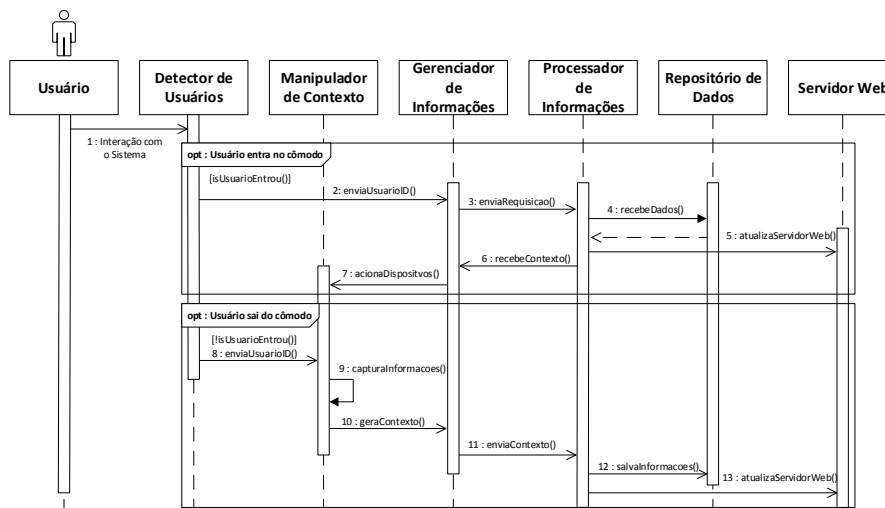 Usuário
Detector de
Usuários
Manipulador
de Contexto
Gerenciador
de
Informações
Processador
de
Informações
Repositório de
Dados
Servidor Web
1 : Interação com
o Sistema
opt : Usuário entra no cômodo
[isUsuarioEntrou()]
2: enviaUsuarioID()
3: enviaRequisicao()
4 : recebeDados()
5 : atualizaServidorWeb()
6 : recebeContexto()
7 : acionaDispositvos()
opt : Usuário sai do cômodo
[!isUsuarioEntrou()]
8 : enviaUsuarioID()
9 : capturaInformacoes()
10 : geraContexto()
11 : enviaContexto()
12 : salvaInformacoes()
13 : atualizaServidorWeb()